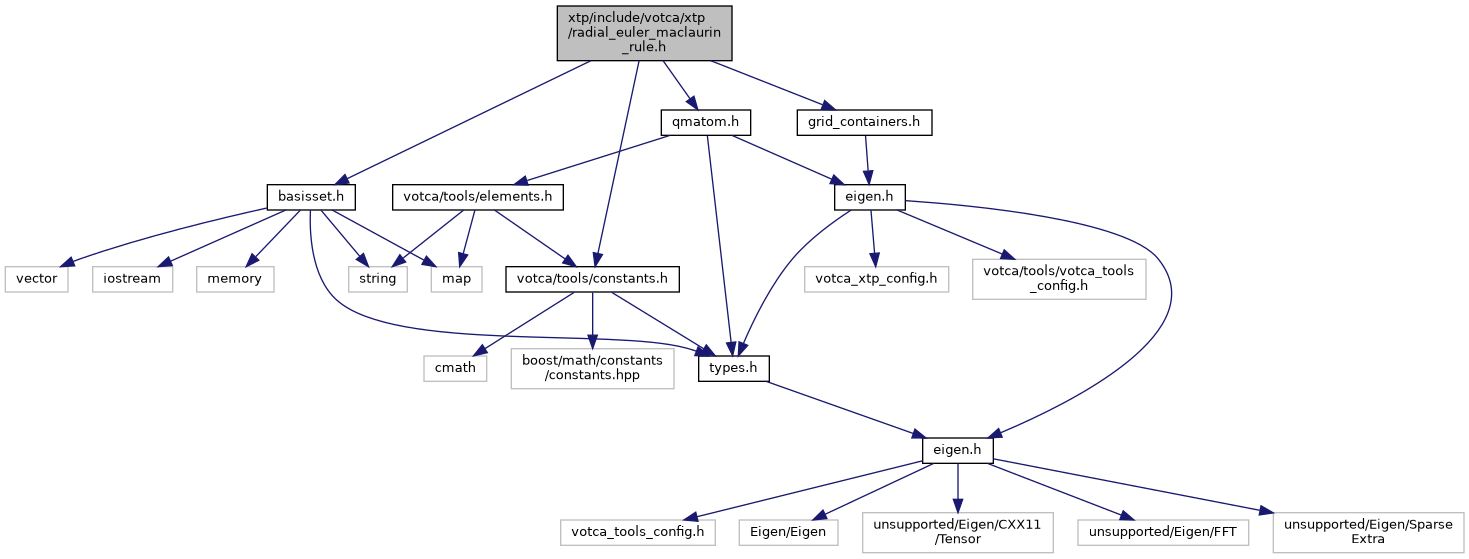 xtp/include/votca/xtp
/radial_euler_maclaurin
_rule.h
qmatom.h
grid_containers.h
basisset.h
votca/tools/elements.h
eigen.h
vector
iostream
memory
string
map
votca/tools/constants.h
votca_xtp_config.h
votca/tools/votca_tools
_config.h
cmath
boost/math/constants
/constants.hpp
types.h
eigen.h
votca_tools_config.h
Eigen/Eigen
unsupported/Eigen/CXX11
/Tensor
unsupported/Eigen/FFT
unsupported/Eigen/Sparse
Extra